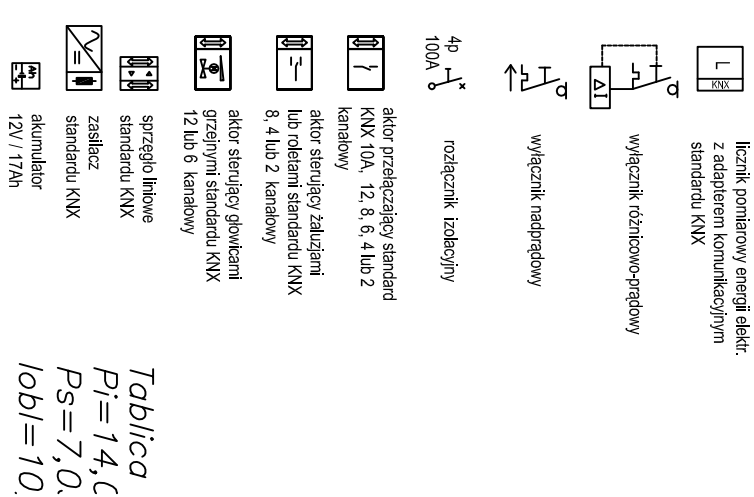 L
KNX
licznik pomiarowy energii elektr.
z adapterem komunikacyjnym
standardu KNX
ΔI
wyłącznik różnicowo-prądowy
wyłącznik nadprądowy
4p
100A
rozłącznik izolacyjny
aktor przełączający standard
KNX 10A, 12, 8, 6, 4 lub 2
kanałowy
aktor sterujący żaluzjami
lub roletami standardu KNX
8, 4 lub 2 kanałowy
aktor sterujący głowicami
grzejnymi standardu KNX
12 lub 6 kanałowy
sprzęgło liniowe
standardu KNX
zasilacz
standardu KNX
Ah
akumulator
12V / 17Ah
Tablica
Pi=14,0
Ps=7,0
Iobl=10,